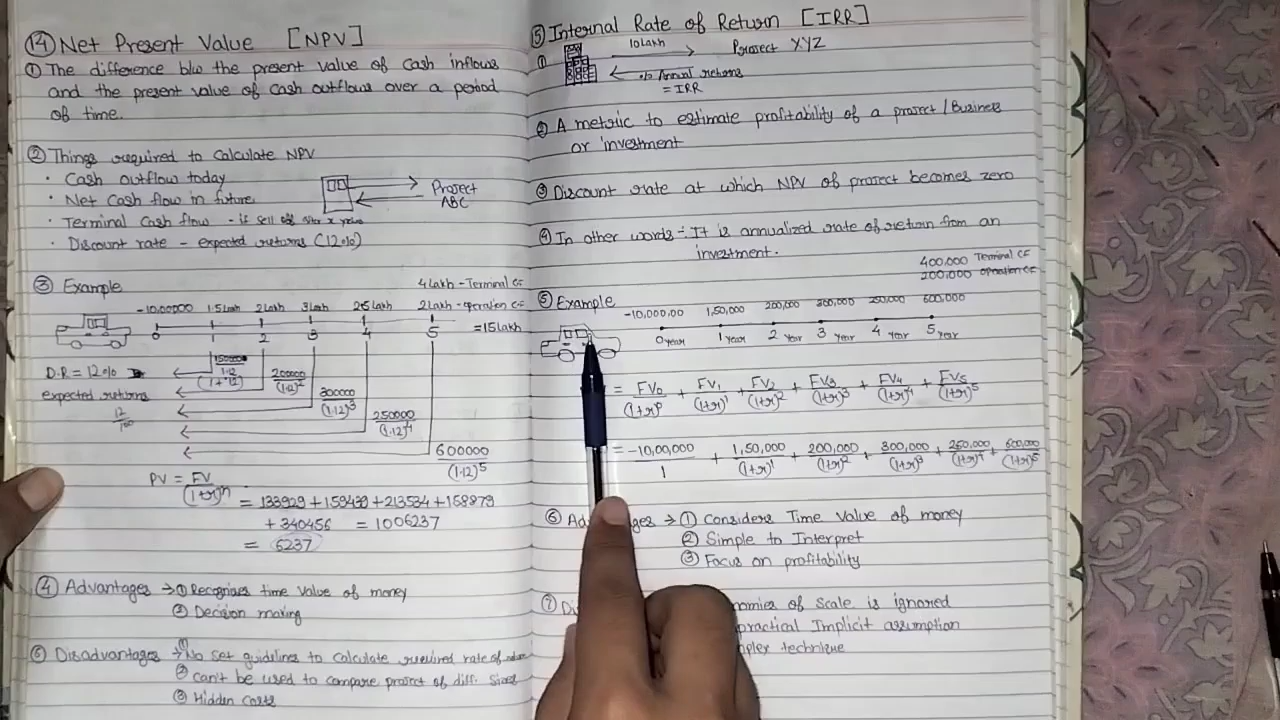 (14) Net Present Value [NPV]
(1) The difference b/w the present value of cash inflows
and the present value of cash outflows over a period
of time.
(2) Things required to calculate NPV
· Cash outflow today
· Net cash flow in future
· Terminal Cash flow - if sell off after x years
· Discount rate - expected returns (12%)
Project
ABC
(3) Example
4 Lakh - Terminal CF
-10,00000 1.5 Lakh 2 Lakh 3 Lakh 2.5 Lakh 2 Lakh - operation CF
= 15 Lakh
0 1 2 3 4 5
D.R = 12%
expected returns
12/100
150000
1.12
(1+12)
200000/(1.12)²
300000/(1.12)³
250000/(1.12)⁴
600000/(1.12)⁵
PV = FV/(1+r)ⁿ = 133929 + 159439 + 213534 + 158879
+ 340456 = 1006237
= 6237
(4) Advantages → (1) Recognises time value of money
(2) Decision making
(5) Disadvantages → (1) No set guidelines to calculate required rate of return
(2) can't be used to compare project of diff. sizes
(3) Hidden costs
(5) Internal Rate of Return [IRR]
(1) 10 Lakh Project XYZ
% Annual returns
= IRR
(2) A metric to estimate profitability of a project / Business
or investment
(3) Discount rate at which NPV of project becomes zero
(4) In other words - It is annualized rate of return from an
investment.
400,000 Terminal CF
200,000 operation CF
(5) Example -10,000,00 1,50,000 200,000 300,000 250,000 600,000
0 year 1 year 2 year 3 year 4 year 5 year
= FV₀/(1+r)⁰ + FV₁/(1+r)¹ + FV₂/(1+r)² + FV₃/(1+r)³ + FV₄/(1+r)⁴ + FV₅/(1+r)⁵
= -10,00,000/1 + 1,50,000/(1+r)¹ + 200,000/(1+r)² + 300,000/(1+r)³ + 250,000/(1+r)⁴ + 600,000/(1+r)⁵
(6) Ad ages → (1) Considers Time Value of money
(2) Simple to Interpret
(3) Focus on profitability
(7) Di nomies of Scale is ignored
practical Implicit assumption
plex technique